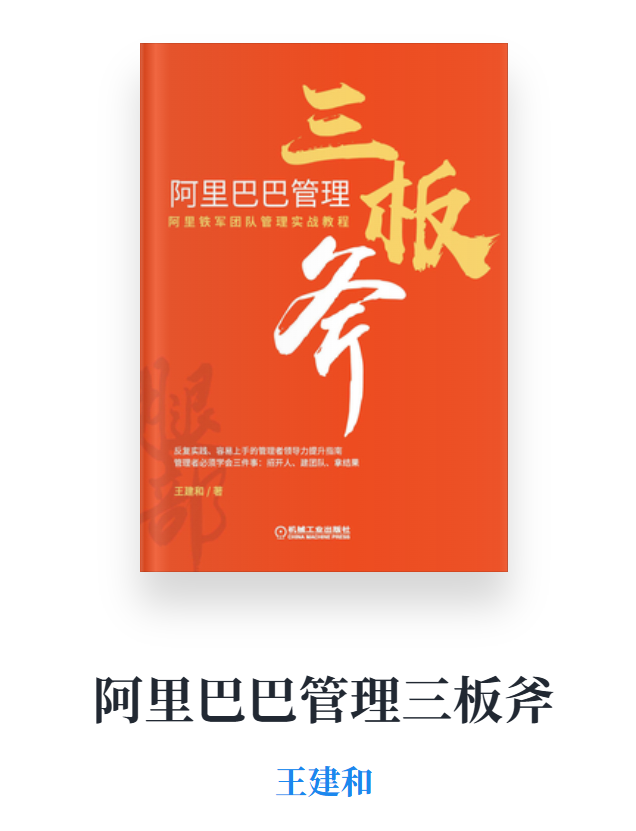 三板斧
阿里巴巴管理
阿里铁军团队管理实战教程
腿部
反复实践、容易上手的管理者领导力提升指南
管理者必须学会三件事：招开人、建团队、拿结果
王建和 / 著
机械工业出版社
CHINA MACHINE PRESS
阿里巴巴管理三板斧
王建和